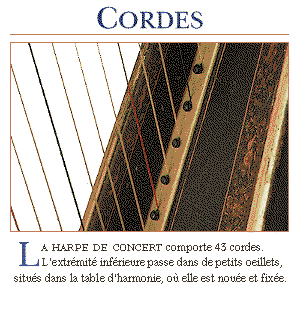 CORDES
LA HARPE DE CONCERT comporte 43 cordes.
L'extrémité inférieure passe dans de petits oeillets,
situés dans la table d'harmonie, où elle est nouée et fixée.